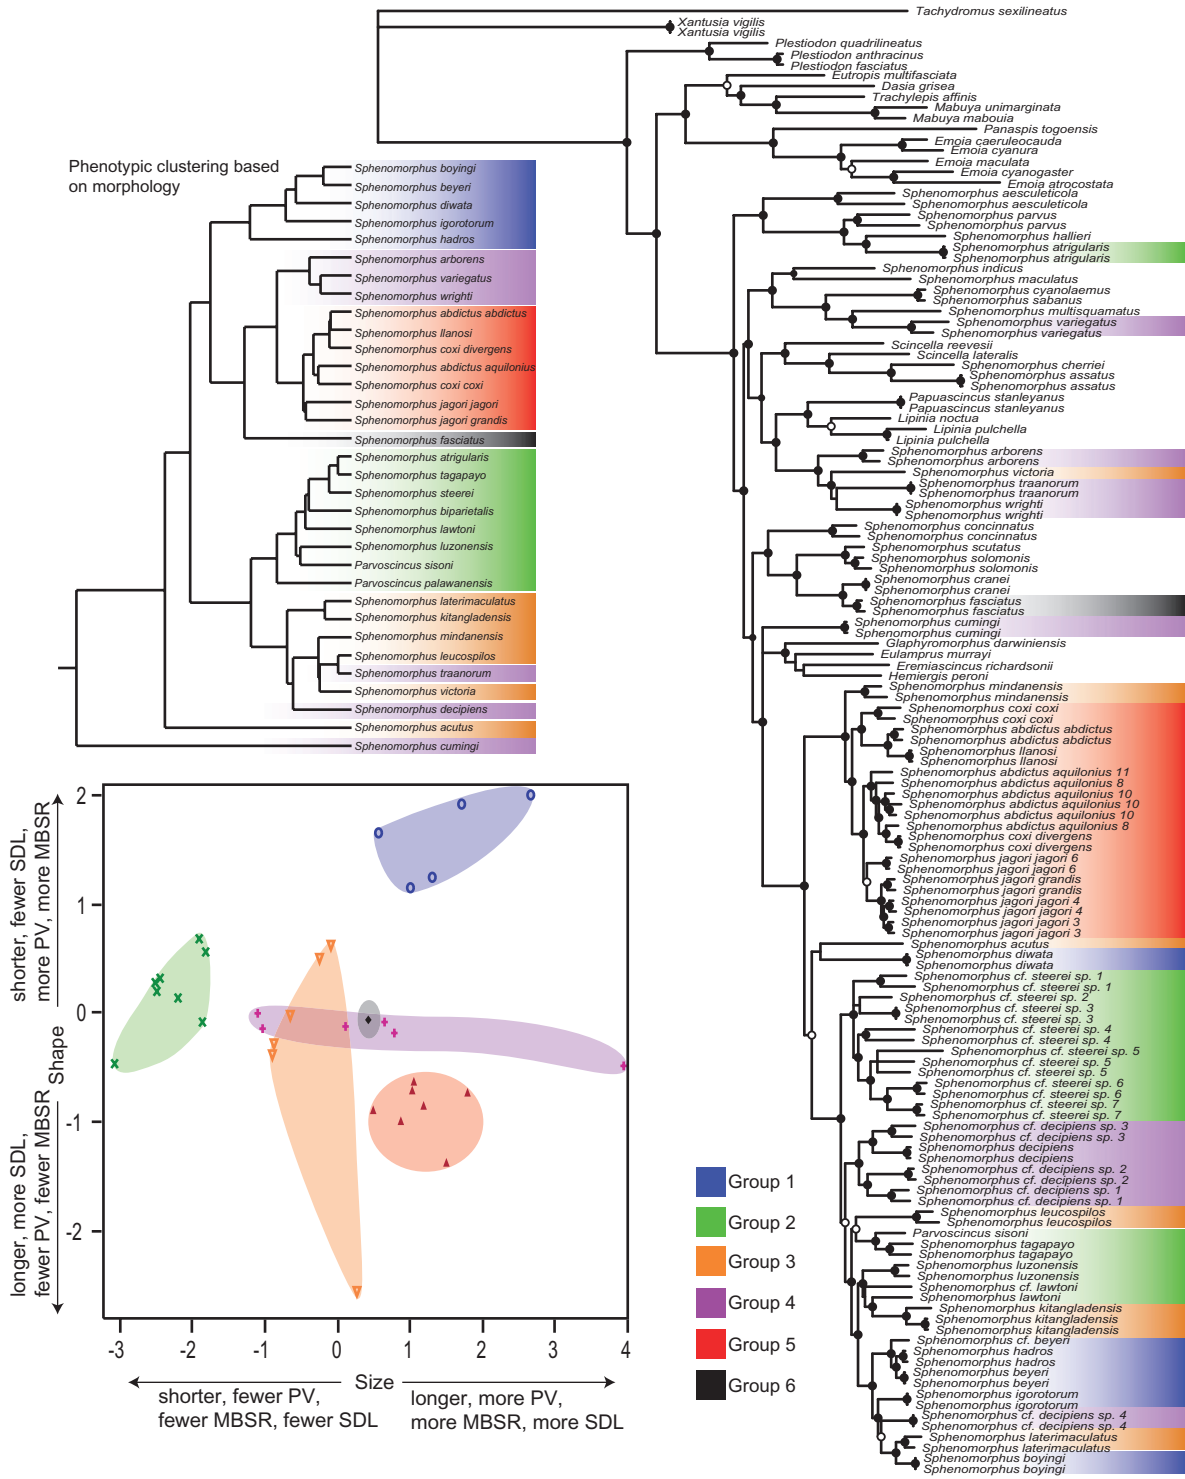 Phenotypic clustering based
on morphology
Sphenomorphus boyingi
Sphenomorphus beyeri
Sphenomorphus diwata
Sphenomorphus igorotorum
Sphenomorphus hadros
Sphenomorphus arborens
Sphenomorphus variegatus
Sphenomorphus wrighti
Sphenomorphus abdictus abdictus
Sphenomorphus llanosi
Sphenomorphus coxi divergens
Sphenomorphus abdictus aquilonius
Sphenomorphus coxi coxi
Sphenomorphus jagori jagori
Sphenomorphus jagori grandis
Sphenomorphus fasciatus
Sphenomorphus atrigularis
Sphenomorphus tagapayo
Sphenomorphus steerei
Sphenomorphus biparietalis
Sphenomorphus lawtoni
Sphenomorphus luzonensis
Parvoscincus sisoni
Parvoscincus palawanensis
Sphenomorphus laterimaculatus
Sphenomorphus kitangladensis
Sphenomorphus mindanensis
Sphenomorphus leucospilos
Sphenomorphus traanorum
Sphenomorphus victoria
Sphenomorphus decipiens
Sphenomorphus acutus
Sphenomorphus cumingi
shorter, fewer SDL,
more PV, more MBSR
Shape
longer, more SDL,
fewer PV, fewer MBSR
2
1
0
-1
-2
-3
-2
-1
0
1
2
3
4
Size
shorter, fewer PV,
fewer MBSR, fewer SDL
longer, more PV,
more MBSR, more SDL
Group 1
Group 2
Group 3
Group 4
Group 5
Group 6
Tachydromus sexilineatus
Xantusia vigilis
Xantusia vigilis
Plestiodon quadrilineatus
Plestiodon anthracinus
Plestiodon fasciatus
Eutropis multifasciata
Dasia grisea
Trachylepis affinis
Mabuya unimarginata
Mabuya mabouia
Panaspis togoensis
Emoia caeruleocauda
Emoia cyanura
Emoia maculata
Emoia cyanogaster
Emoia atrocostata
Sphenomorphus aesculeticola
Sphenomorphus aesculeticola
Sphenomorphus parvus
Sphenomorphus parvus
Sphenomorphus hallieri
Sphenomorphus atrigularis
Sphenomorphus atrigularis
Sphenomorphus indicus
Sphenomorphus maculatus
Sphenomorphus cyanolaemus
Sphenomorphus sabanus
Sphenomorphus multisquamatus
Sphenomorphus variegatus
Sphenomorphus variegatus
Scincella reevesii
Scincella lateralis
Sphenomorphus cherriei
Sphenomorphus assatus
Sphenomorphus assatus
Papuascincus stanleyanus
Papuascincus stanleyanus
Lipinia noctua
Lipinia pulchella
Lipinia pulchella
Sphenomorphus arborens
Sphenomorphus arborens
Sphenomorphus victoria
Sphenomorphus traanorum
Sphenomorphus traanorum
Sphenomorphus wrighti
Sphenomorphus wrighti
Sphenomorphus concinnatus
Sphenomorphus concinnatus
Sphenomorphus scutatus
Sphenomorphus solomonis
Sphenomorphus solomonis
Sphenomorphus cranei
Sphenomorphus cranei
Sphenomorphus fasciatus
Sphenomorphus fasciatus
Sphenomorphus cumingi
Sphenomorphus cumingi
Glaphyromorphus darwiniensis
Eulamprus murrayi
Eremiascincus richardsonii
Hemiergis peroni
Sphenomorphus mindanensis
Sphenomorphus mindanensis
Sphenomorphus coxi coxi
Sphenomorphus coxi coxi
Sphenomorphus abdictus abdictus
Sphenomorphus abdictus abdictus
Sphenomorphus llanosi
Sphenomorphus llanosi
Sphenomorphus abdictus aquilonius 11
Sphenomorphus abdictus aquilonius 8
Sphenomorphus abdictus aquilonius 10
Sphenomorphus abdictus aquilonius 10
Sphenomorphus abdictus aquilonius 10
Sphenomorphus abdictus aquilonius 8
Sphenomorphus coxi divergens
Sphenomorphus coxi divergens
Sphenomorphus jagori jagori 6
Sphenomorphus jagori jagori 6
Sphenomorphus jagori grandis
Sphenomorphus jagori grandis
Sphenomorphus jagori jagori 4
Sphenomorphus jagori jagori 4
Sphenomorphus jagori jagori 3
Sphenomorphus jagori jagori 3
Sphenomorphus acutus
Sphenomorphus diwata
Sphenomorphus diwata
Sphenomorphus cf. steerei sp. 1
Sphenomorphus cf. steerei sp. 1
Sphenomorphus cf. steerei sp. 2
Sphenomorphus cf. steerei sp. 3
Sphenomorphus cf. steerei sp. 3
Sphenomorphus cf. steerei sp. 4
Sphenomorphus cf. steerei sp. 4
Sphenomorphus cf. steerei sp. 5
Sphenomorphus cf. steerei sp. 5
Sphenomorphus cf. steerei sp. 5
Sphenomorphus cf. steerei sp. 6
Sphenomorphus cf. steerei sp. 6
Sphenomorphus cf. steerei sp. 7
Sphenomorphus cf. steerei sp. 7
Sphenomorphus cf. decipiens sp. 3
Sphenomorphus cf. decipiens sp. 3
Sphenomorphus decipiens
Sphenomorphus decipiens
Sphenomorphus cf. decipiens sp. 2
Sphenomorphus cf. decipiens sp. 2
Sphenomorphus cf. decipiens sp. 1
Sphenomorphus cf. decipiens sp. 1
Sphenomorphus leucospilos
Sphenomorphus leucospilos
Parvoscincus sisoni
Sphenomorphus tagapayo
Sphenomorphus tagapayo
Sphenomorphus luzonensis
Sphenomorphus luzonensis
Sphenomorphus cf. lawtoni
Sphenomorphus lawtoni
Sphenomorphus kitangladensis
Sphenomorphus kitangladensis
Sphenomorphus kitangladensis
Sphenomorphus cf. beyeri
Sphenomorphus hadros
Sphenomorphus hadros
Sphenomorphus beyeri
Sphenomorphus beyeri
Sphenomorphus igorotorum
Sphenomorphus igorotorum
Sphenomorphus cf. decipiens sp. 4
Sphenomorphus cf. decipiens sp. 4
Sphenomorphus laterimaculatus
Sphenomorphus laterimaculatus
Sphenomorphus boyingi
Sphenomorphus boyingi